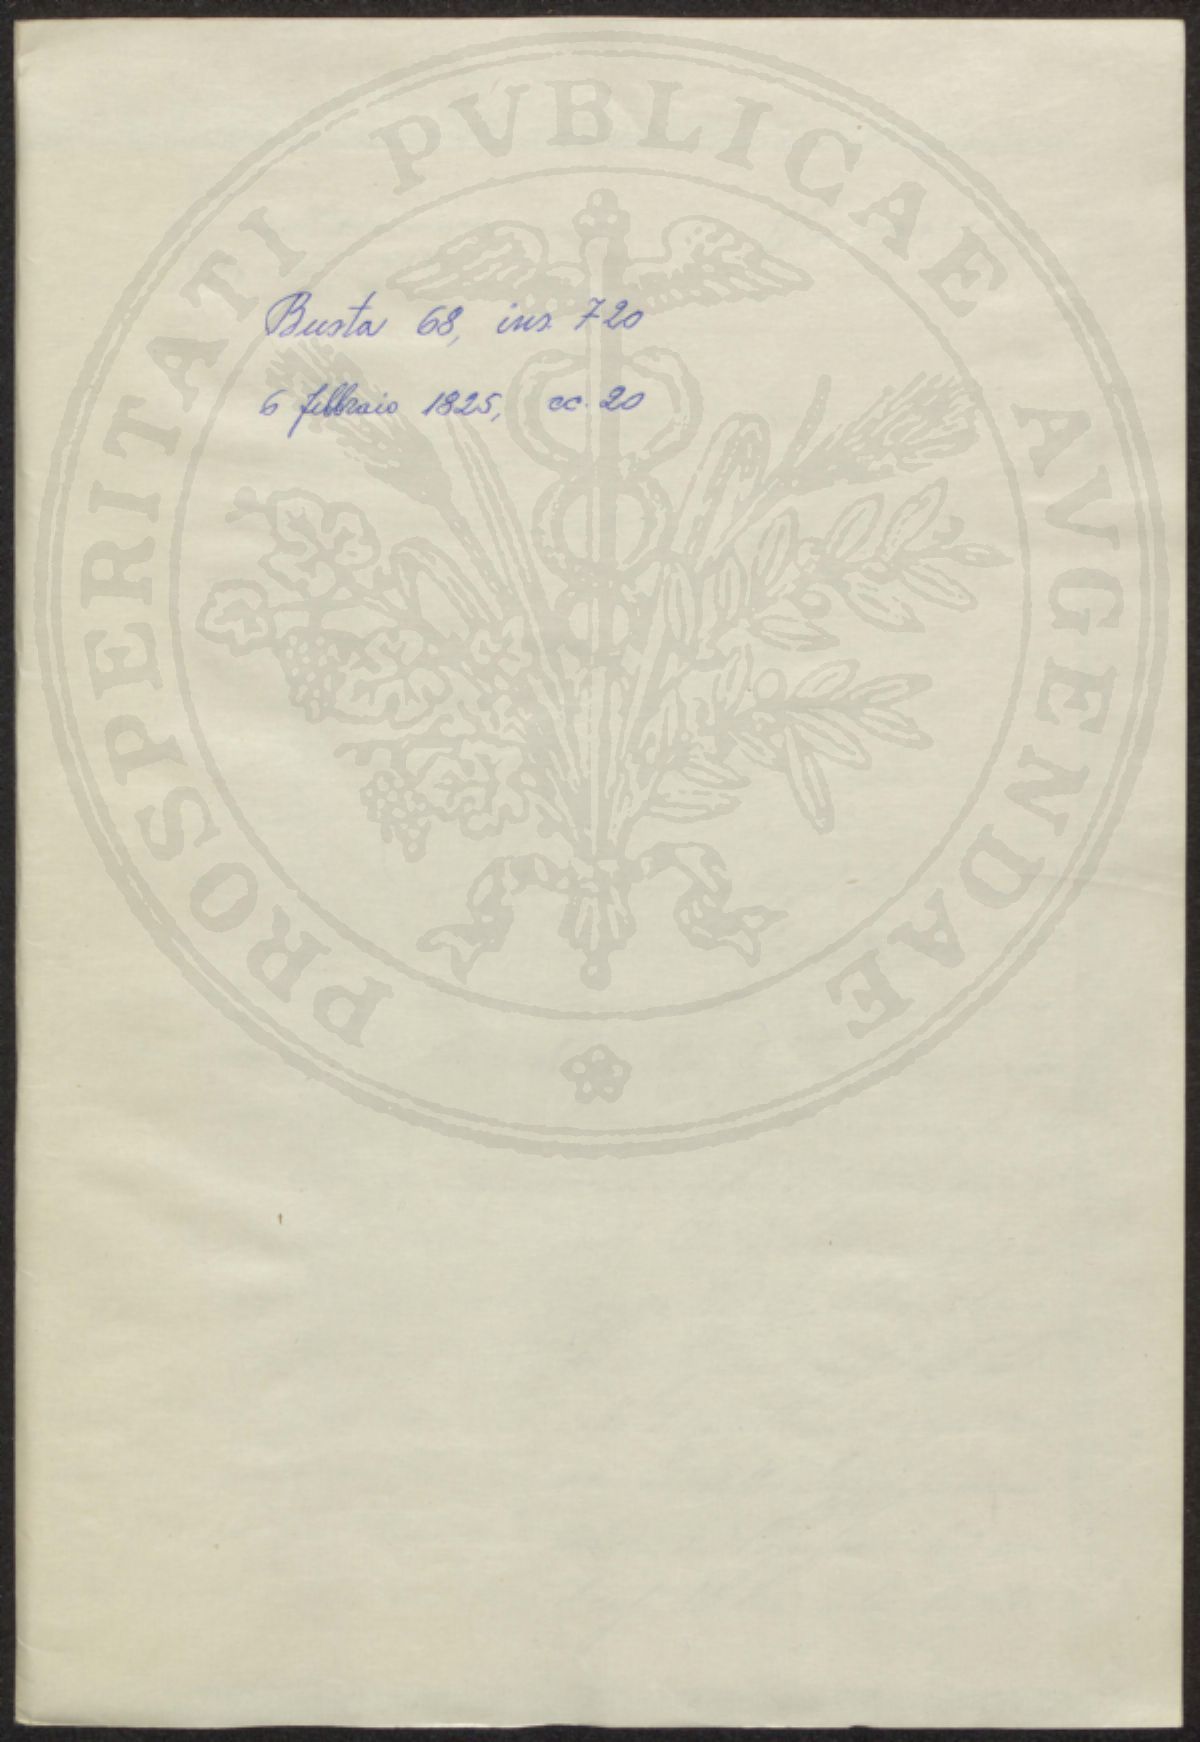 Busta 68, ins. 720
6 febbraio 1825, cc. 20
PROSPERITATI PVBLICAE AVGENDAE